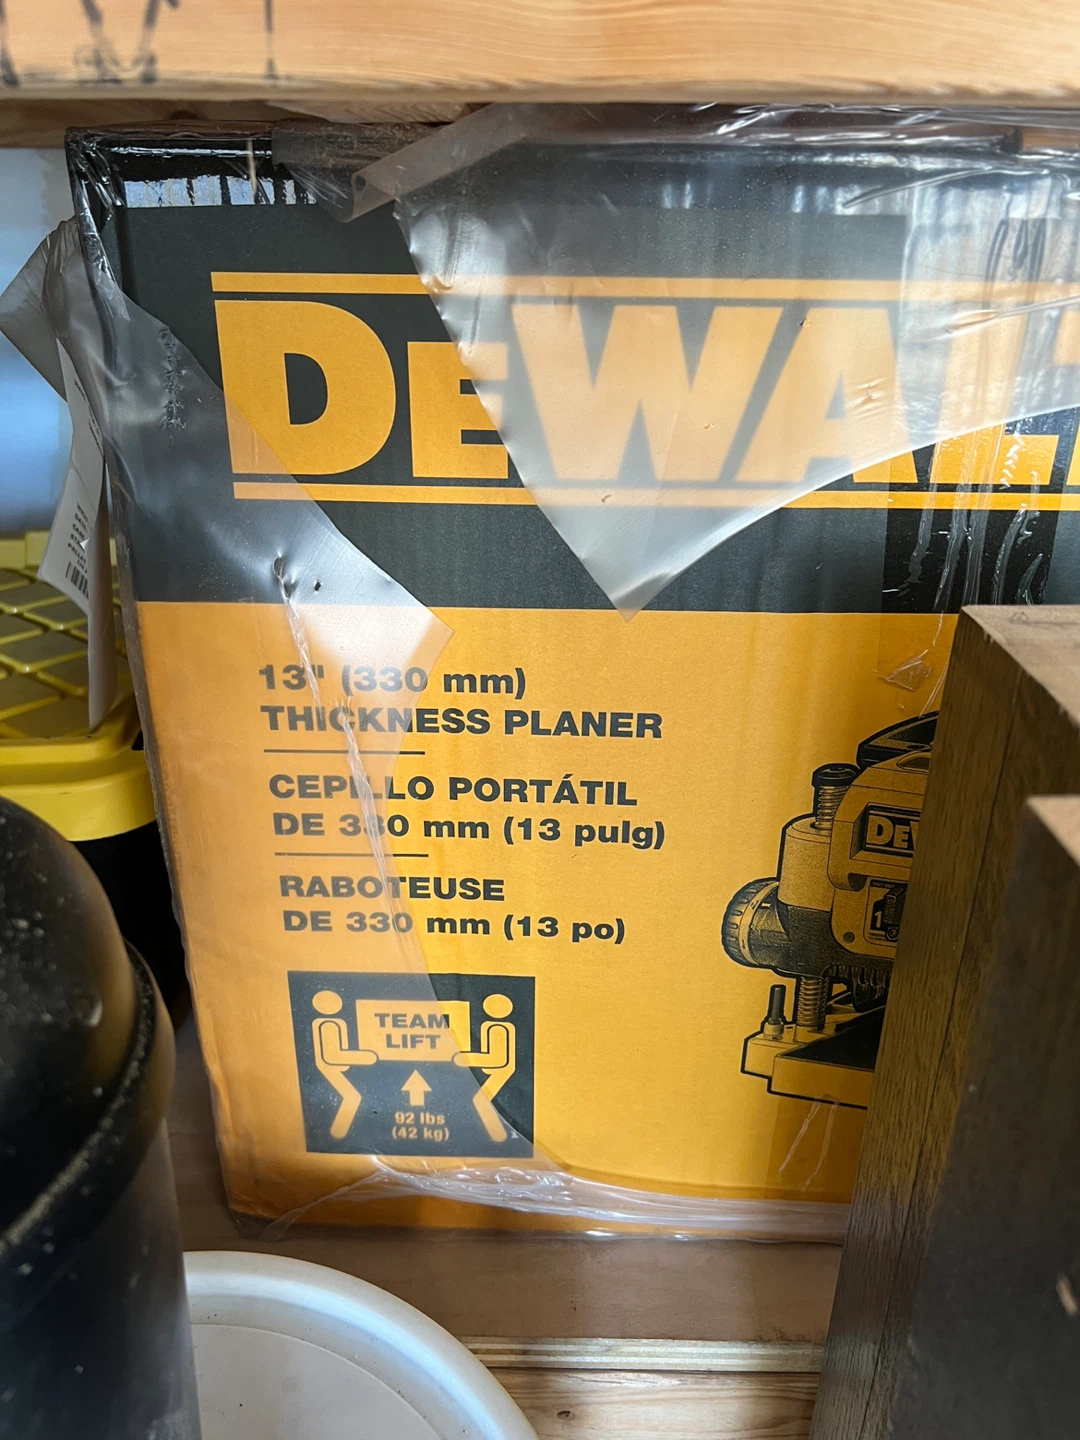 DEWALT
13" (330 mm)
THICKNESS PLANER
CEPILLO PORTÁTIL
DE 330 mm (13 pulg)
RABOTEUSE
DE 330 mm (13 po)
TEAM
LIFT
92 lbs
(42 kg)